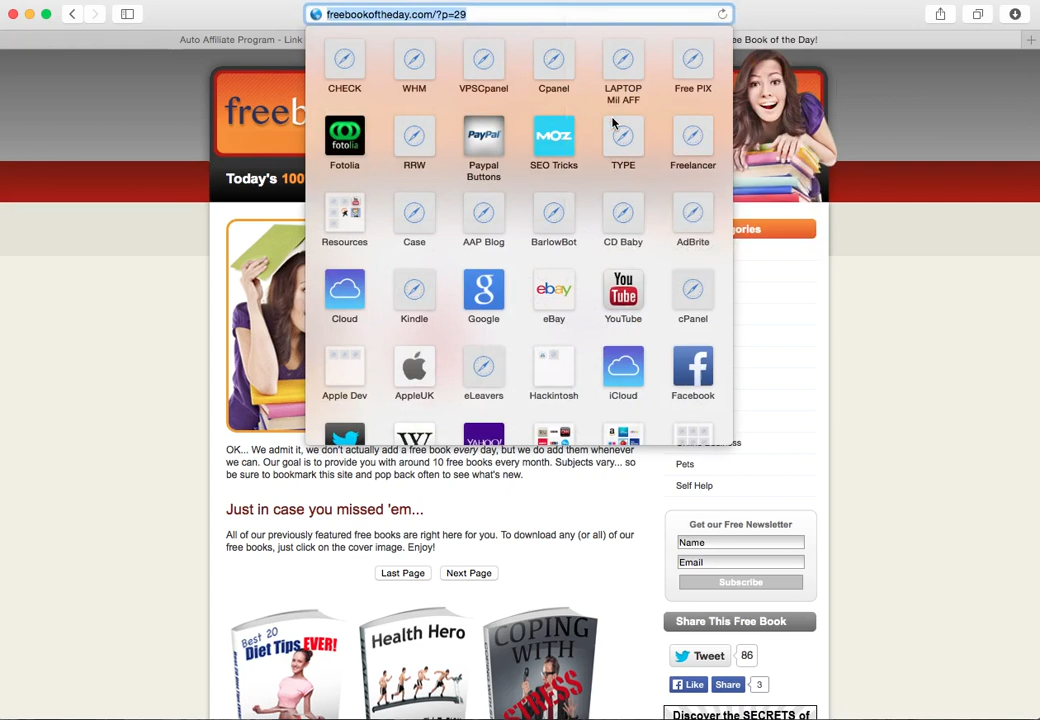 freebookoftheday.com/?p=29
Auto Affiliate Program - Link
ee Book of the Day!
CHECK
WHM
VPSCpanel
Cpanel
LAPTOP
Mil AFF
Free PIX
fotolia
PayPal
MOZ
Fotolia
RRW
Paypal
Buttons
SEO Tricks
TYPE
Freelancer
Resources
Case
AAP Blog
BarlowBot
CD Baby
AdBrite
g
ebay
You
Tube
Cloud
Kindle
Google
eBay
YouTube
cPanel
Apple Dev
AppleUK
eLeavers
Hackintosh
iCloud
Facebook
W
YAHOO!
freeb
Today's 100
ories
Pets
Self Help
OK... We admit it, we don't actually add a free book every day, but we do add them whenever
we can. Our goal is to provide you with around 10 free books every month. Subjects vary... so
be sure to bookmark this site and pop back often to see what's new.
Just in case you missed 'em...
All of our previously featured free books are right here for you. To download any (or all) of our
free books, just click on the cover image. Enjoy!
Last Page
Next Page
Best 20
Diet Tips EVER!
Health Hero
COPING
WITH
STRESS
Get our Free Newsletter
Name
Email
Subscribe
Share This Free Book
Tweet 86
Like Share 3
Discover the SECRETS of